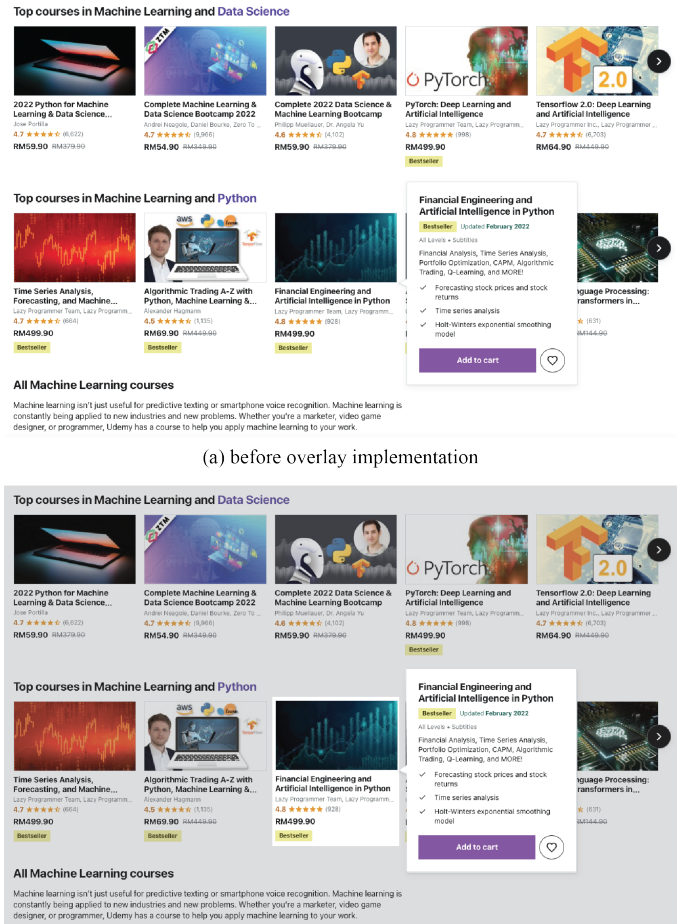 Top courses in Machine Learning and Data Science
ZTM
PyTorch
2.0
2022 Python for Machine
Learning & Data Science...
Jose Portilla
4.7 (6,622)
RM59.90 RM379.90
Complete Machine Learning &
Data Science Bootcamp 2022
Andrei Neagoie, Daniel Bourke, Zero To ...
4.7 (9,966)
RM54.90 RM349.90
Complete 2022 Data Science &
Machine Learning Bootcamp
Philipp Muellauer, Dr. Angela Yu
4.6 (4,102)
RM59.90 RM379.90
PyTorch: Deep Learning and
Artificial Intelligence
Lazy Programmer Team, Lazy Programm...
4.8 (998)
RM499.90
Bestseller
Tensorflow 2.0: Deep Learning
and Artificial Intelligence
Lazy Programmer Inc., Lazy Programmer ...
4.7 (6,703)
RM64.90 RM449.90
Top courses in Machine Learning and Python
aws
Time Series Analysis,
Forecasting, and Machine...
Lazy Programmer Team, Lazy Programm...
4.7 (664)
RM499.90
Bestseller
Algorithmic Trading A-Z with
Python, Machine Learning &...
Alexander Hagmann
4.5 (1,135)
RM69.90 RM349.90
Bestseller
Financial Engineering and
Artificial Intelligence in Python
Lazy Programmer Team, Lazy Programm...
4.8 (928)
RM499.90
Bestseller
Financial Engineering and
Artificial Intelligence in Python
Bestseller Updated February 2022
All Levels • Subtitles
Financial Analysis, Time Series Analysis,
Portfolio Optimization, CAPM, Algorithmic
Trading, Q-Learning, and MORE!
Forecasting stock prices and stock
returns
Time series analysis
Holt-Winters exponential smoothing
model
Add to cart
nguage Processing:
ransformers in...
(631)
RM144.90
All Machine Learning courses
Machine learning isn't just useful for predictive texting or smartphone voice recognition. Machine learning is
constantly being applied to new industries and new problems. Whether you're a marketer, video game
designer, or programmer, Udemy has a course to help you apply machine learning to your work.
(a) before overlay implementation
Top courses in Machine Learning and Data Science
ZTM
PyTorch
2.0
2022 Python for Machine
Learning & Data Science...
Jose Portilla
4.7 (6,622)
RM59.90 RM379.90
Complete Machine Learning &
Data Science Bootcamp 2022
Andrei Neagoie, Daniel Bourke, Zero To ...
4.7 (9,966)
RM54.90 RM349.90
Complete 2022 Data Science &
Machine Learning Bootcamp
Philipp Muellauer, Dr. Angela Yu
4.6 (4,102)
RM59.90 RM379.90
PyTorch: Deep Learning and
Artificial Intelligence
Lazy Programmer Team, Lazy Programm...
4.8 (998)
RM499.90
Bestseller
Tensorflow 2.0: Deep Learning
and Artificial Intelligence
Lazy Programmer Inc., Lazy Programmer ...
4.7 (6,703)
RM64.90 RM449.90
Top courses in Machine Learning and Python
aws
Time Series Analysis,
Forecasting, and Machine...
Lazy Programmer Team, Lazy Programm...
4.7 (664)
RM499.90
Bestseller
Algorithmic Trading A-Z with
Python, Machine Learning &...
Alexander Hagmann
4.5 (1,135)
RM69.90 RM349.90
Bestseller
Financial Engineering and
Artificial Intelligence in Python
Lazy Programmer Team, Lazy Programm...
4.8 (928)
RM499.90
Bestseller
Financial Engineering and
Artificial Intelligence in Python
Bestseller Updated February 2022
All Levels • Subtitles
Financial Analysis, Time Series Analysis,
Portfolio Optimization, CAPM, Algorithmic
Trading, Q-Learning, and MORE!
Forecasting stock prices and stock
returns
Time series analysis
Holt-Winters exponential smoothing
model
Add to cart
nguage Processing:
ransformers in...
(631)
RM144.90
All Machine Learning courses
Machine learning isn't just useful for predictive texting or smartphone voice recognition. Machine learning is
constantly being applied to new industries and new problems. Whether you're a marketer, video game
designer, or programmer, Udemy has a course to help you apply machine learning to your work.